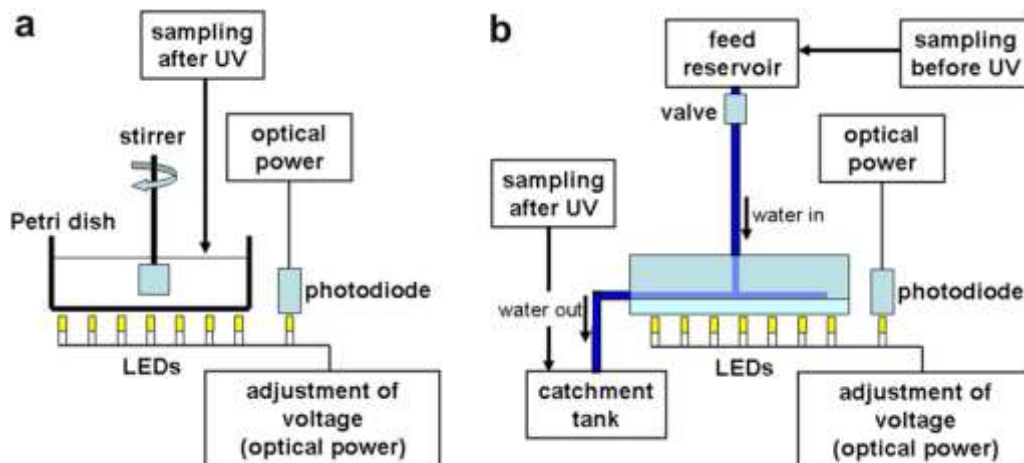 a
sampling
after UV
stirrer
optical
power
Petri dish
photodiode
LEDs
adjustment of
voltage
(optical power)
b
feed
reservoir
sampling
before UV
valve
optical
power
sampling
after UV
water in
photodiode
water out
LEDs
catchment
tank
adjustment of
voltage
(optical power)